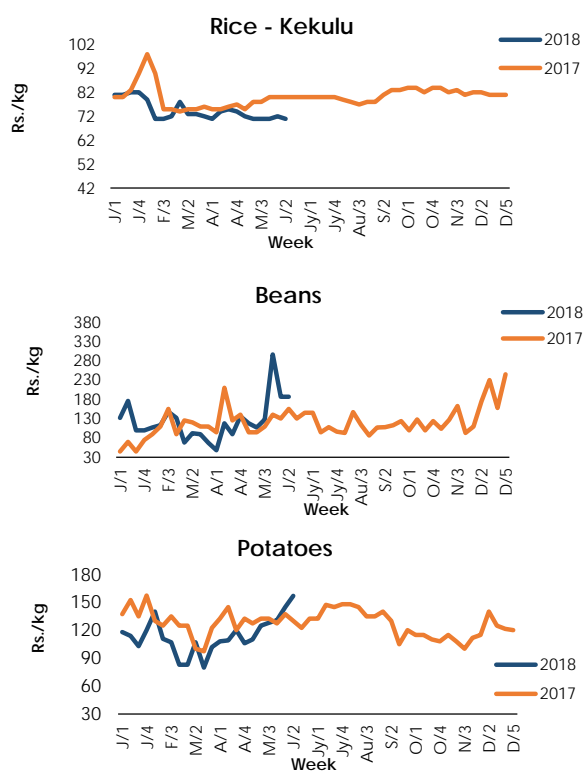 Rice - Kekulu
2018
2017
Rs./kg
102
92
82
72
62
52
42
J/1 J/4 F/3 M/2 A/1 A/4 M/3 J/2 Jy/1 Jy/4 Au/3 S/2 O/1 O/4 N/3 D/2 D/5
Week
Beans
2018
2017
Rs./kg
380
330
280
230
180
130
80
30
J/1 J/4 F/3 M/2 A/1 A/4 M/3 J/2 Jy/1 Jy/4 Au/3 S/2 O/1 O/4 N/3 D/2 D/5
Week
Potatoes
Rs./kg
180
150
120
90
60
30
2018
2017
J/1 J/4 F/3 M/2 A/1 A/4 M/3 J/2 Jy/1 Jy/4 Au/3 S/2 O/1 O/4 N/3 D/2 D/5
Week